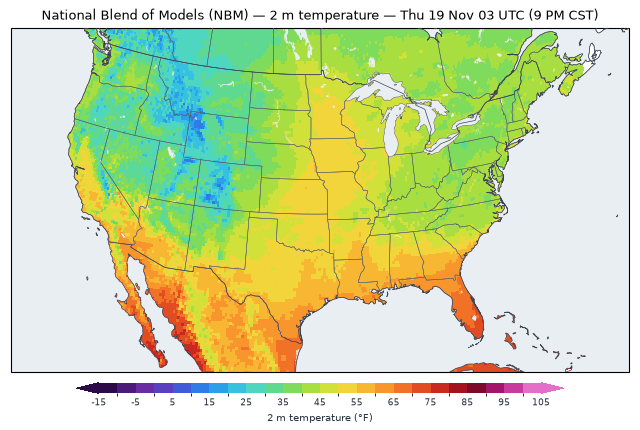 National Blend of Models (NBM) — 2 m temperature — Thu 19 Nov 03 UTC (9 PM CST)
-15 -5 5 15 25 35 45 55 65 75 85 95 105
2 m temperature (°F)